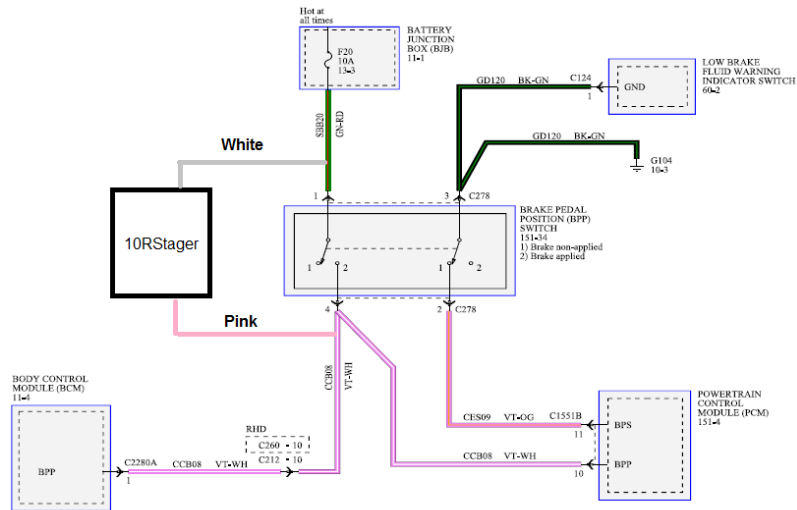 Hot at
all times
BATTERY
JUNCTION
BOX (BJB)
11-1
F20
10A
13-3
SBB20
GN-RD
White
GD120 BK-GN
C124
1
GND
LOW BRAKE
FLUID WARNING
INDICATOR SWITCH
60-2
GD120 BK-GN
G104
10-3
10RStager
1
3
C278
BRAKE PEDAL
POSITION (BPP)
SWITCH
151-34
1) Brake non-applied
2) Brake applied
1
2
1
2
4
2
C278
Pink
CCB08
VT-WH
BODY CONTROL
MODULE (BCM)
11-4
BPP
C2280A
1
CCB08 VT-WH
RHD
C260 - 10
C212 - 10
CES09 VT-OG
C1551B
11
BPS
CCB08 VT-WH
10
BPP
POWERTRAIN
CONTROL
MODULE (PCM)
151-4